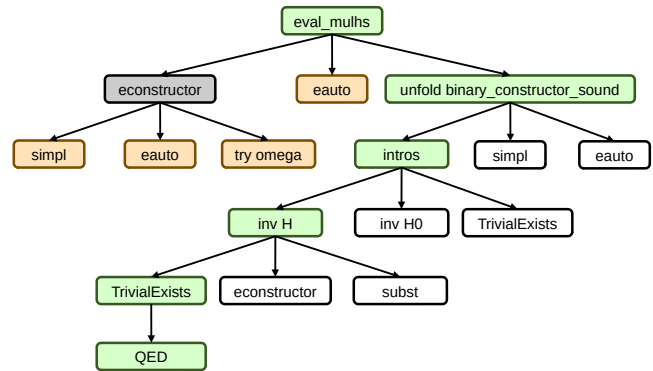 eval_mulhs
econstructor
eauto
unfold binary_constructor_sound
simpl
eauto
try omega
intros
simpl
eauto
inv H
inv H0
TrivialExists
TrivialExists
econstructor
subst
QED